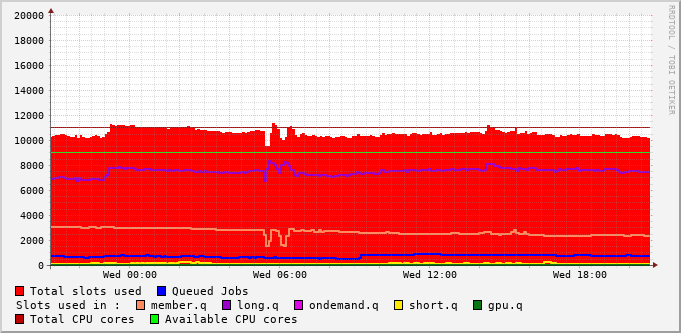 RRDTOOL / TOBI OETIKER
20000
18000
16000
14000
12000
10000
8000
6000
4000
2000
0
Wed 00:00 Wed 06:00 Wed 12:00 Wed 18:00
Total slots used Queued Jobs
Slots used in : member.q long.q ondemand.q short.q gpu.q
Total CPU cores Available CPU cores